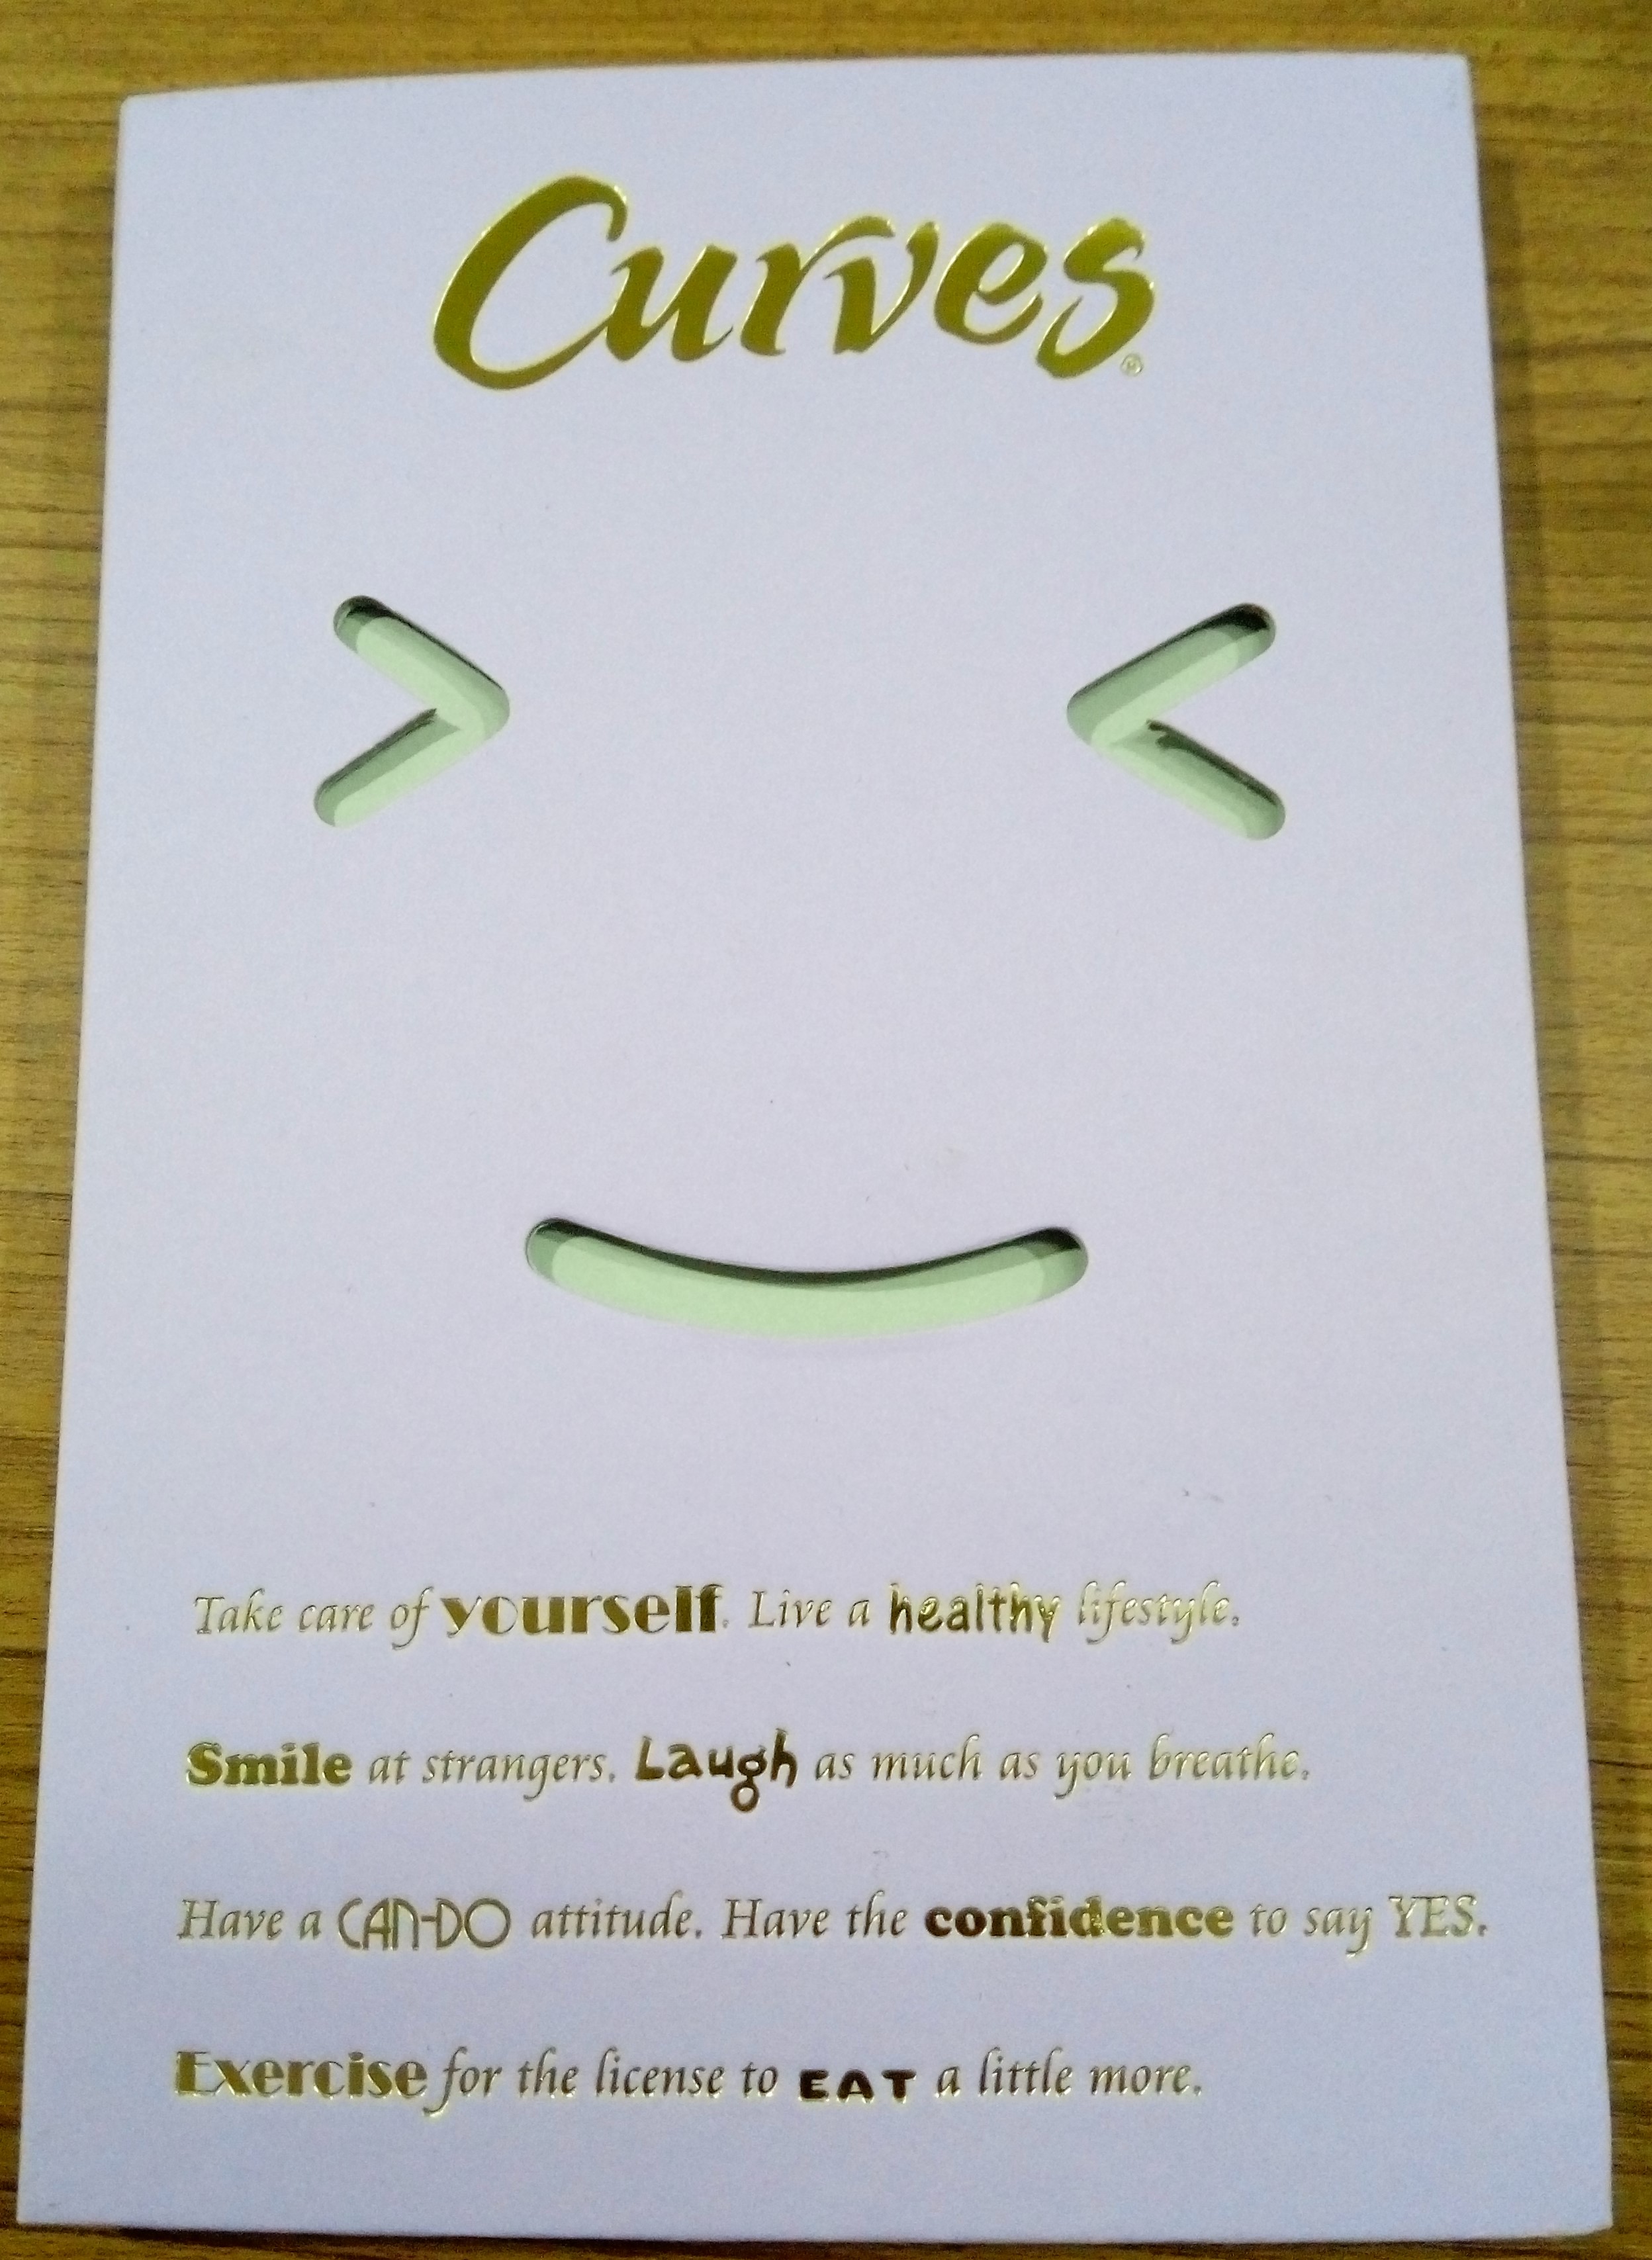 Curves®
Take care of yourself. Live a healthy lifestyle.
Smile at strangers. Laugh as much as you breathe.
Have a CAN-DO attitude. Have the confidence to say YES.
Exercise for the license to EAT a little more.